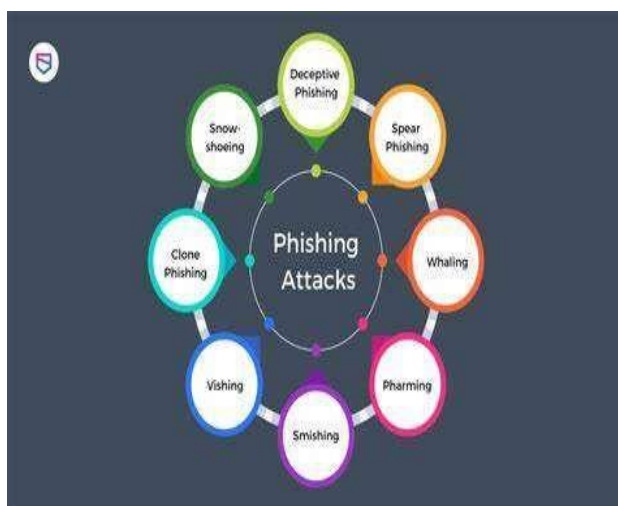 Deceptive
Phishing
Spear
Phishing
Whaling
Pharming
Smishing
Vishing
Clone
Phishing
Snow-
shoeing
Phishing
Attacks